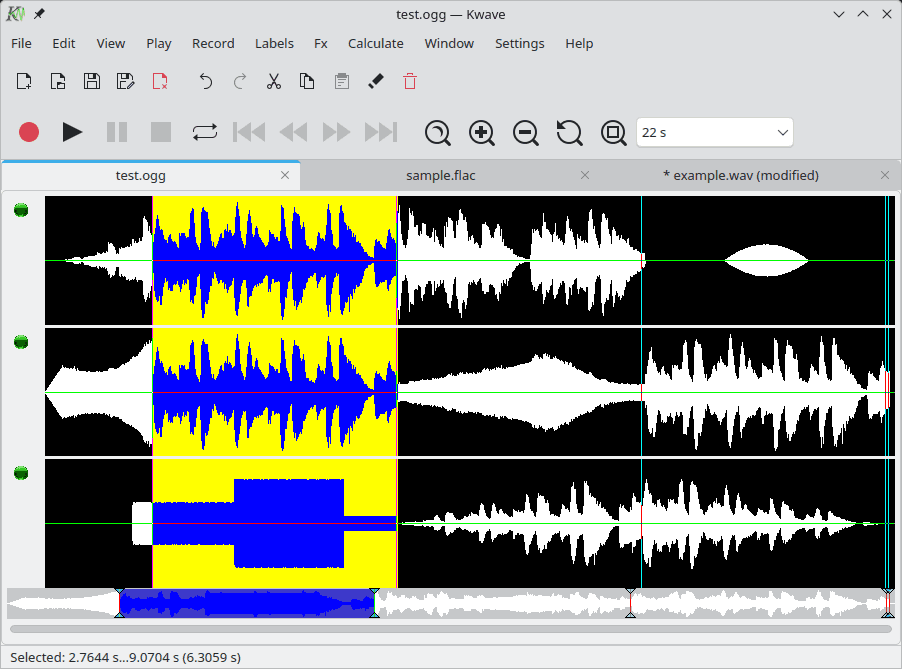 test.ogg — Kwave
File Edit View Play Record Labels Fx Calculate Window Settings Help
22 s
test.ogg sample.flac * example.wav (modified)
Selected: 2.7644 s...9.0704 s (6.3059 s)